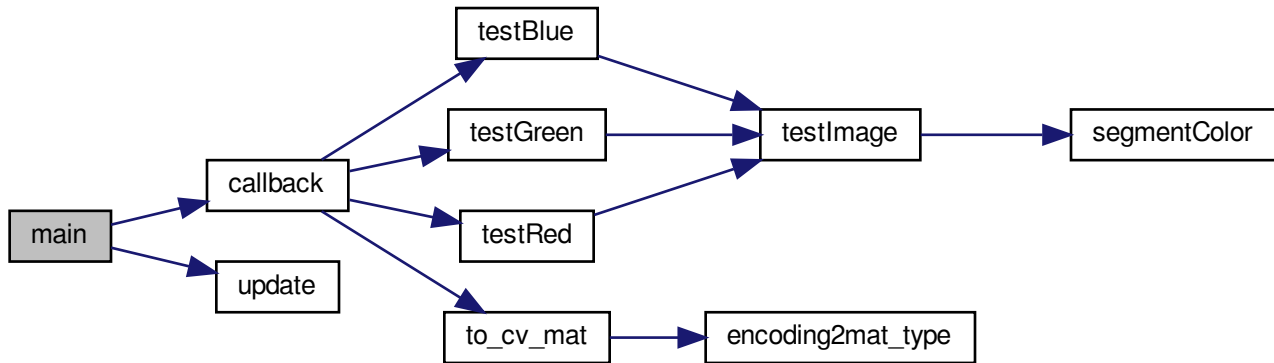 main
callback
update
testBlue
testGreen
testRed
to_cv_mat
testImage
encoding2mat_type
segmentColor